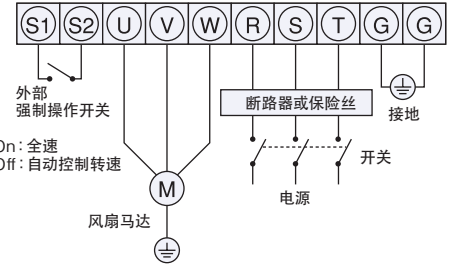 S1 S2 U V W R S T G G
外部
强制操作开关
On: 全速
Off: 自动控制转速
断路器或保险丝
接地
开关
电源
M
风扇马达